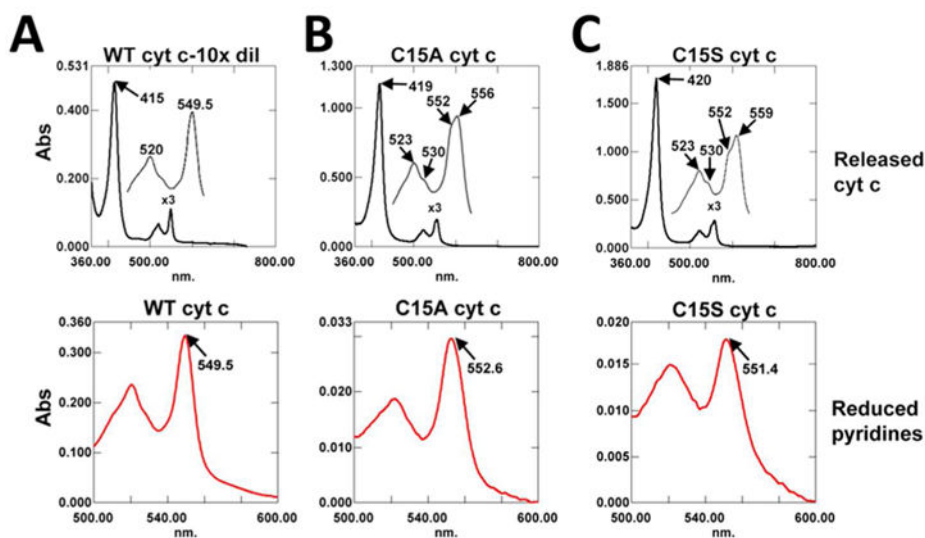 A
B
C
WT cyt c-10x dil
C15A cyt c
C15S cyt c
Abs
0.531
0.400
0.200
0.000
415
520
549.5
x3
360.00
500.00
800.00
nm.
1.300
1.000
0.500
0.000
419
523
530
552
556
x3
360.00
500.00
800.00
nm.
1.886
1.500
1.000
0.500
0.000
420
523
530
552
559
x3
360.00
500.00
800.00
nm.
Released
cyt c
WT cyt c
C15A cyt c
C15S cyt c
Abs
0.360
0.300
0.200
0.100
0.000
549.5
500.00
540.00
600.00
nm.
0.033
0.020
0.010
0.000
552.6
500.00
540.00
600.00
nm.
0.020
0.015
0.010
0.005
0.000
551.4
500.00
540.00
600.00
nm.
Reduced
pyridines